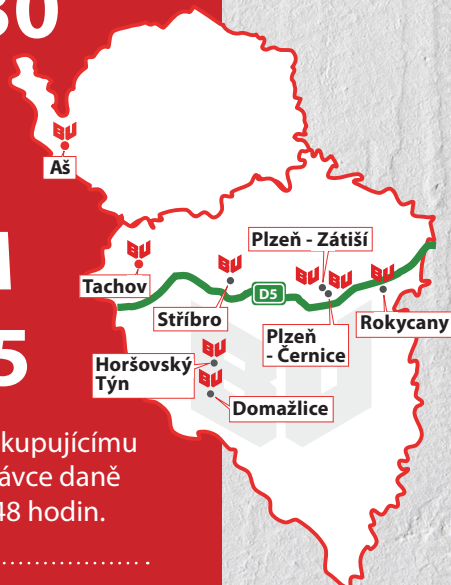 30
Aš
Plzeň - Zátiší
Tachov
D5
Stříbro
Plzeň
- Černice
Rokycany
Horšovský
Týn
Domažlice
5
kupujícímu
ávce daně
48 hodin.